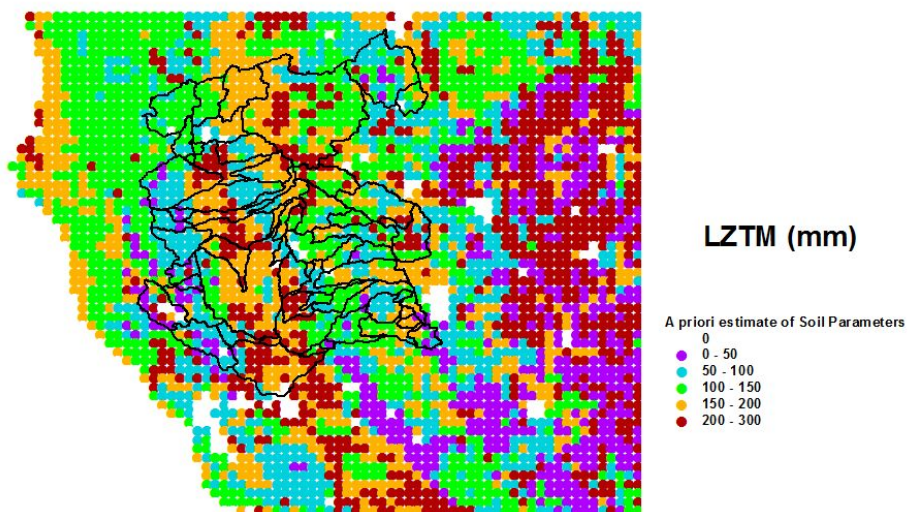 LZTM (mm)
A priori estimate of Soil Parameters
0
0 - 50
50 - 100
100 - 150
150 - 200
200 - 300